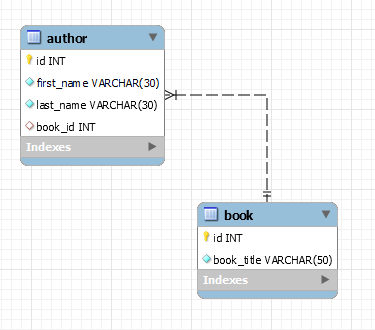 author
id INT
first_name VARCHAR(30)
last_name VARCHAR(30)
book_id INT
Indexes
book
id INT
book_title VARCHAR(50)
Indexes